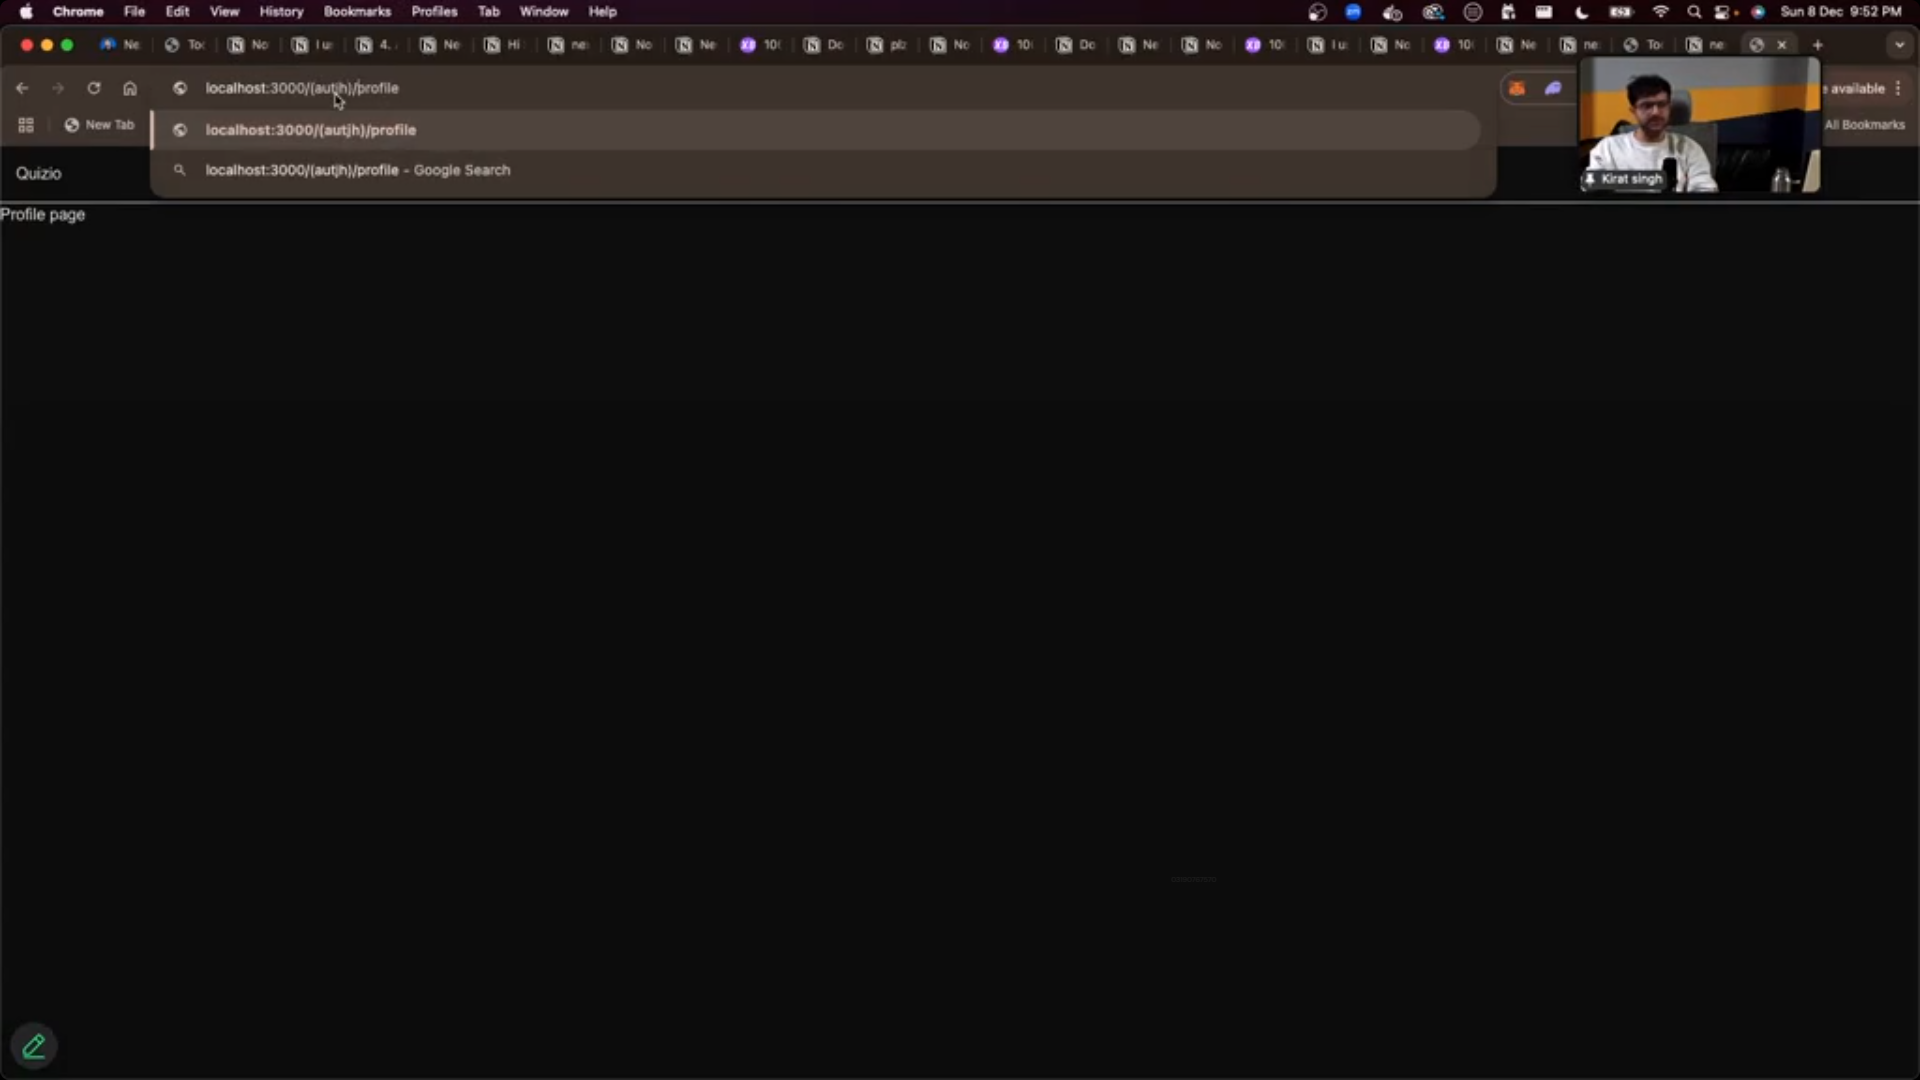 Chrome File Edit View History Bookmarks Profiles Tab Window Help Sun 8 Dec 9:52 PM
Ne To No I u 4. Ne Hi ne No Ne 10 Do plz No 10 Do Ne No 10 I u No 10 Ne ne To ne
localhost:3000/(autjh)/profile available
New Tab localhost:3000/(autjh)/profile All Bookmarks
Quizio localhost:3000/(autjh)/profile - Google Search Kirat singh
Profile page